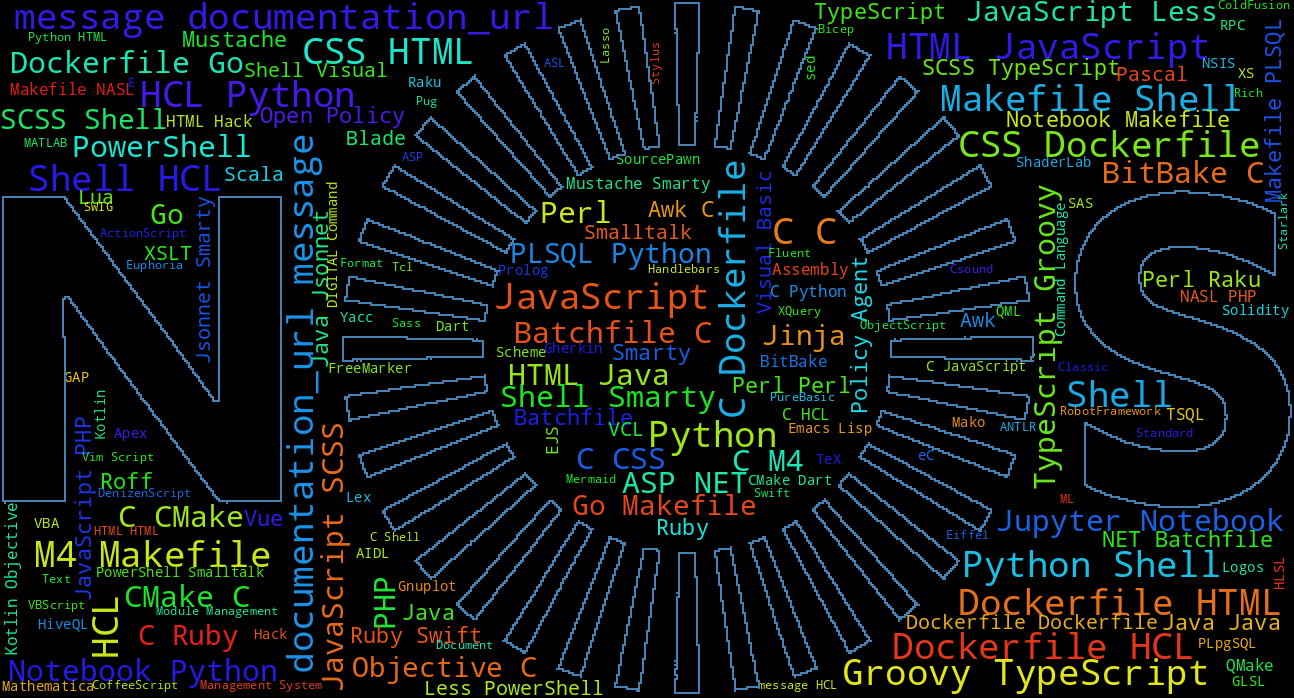 message documentation_url
TypeScript
JavaScript Less
ColdFusion
Python HTML
Mustache
CSS HTML
Lasso
Stylus
Bicep
RPC
HTML JavaScript
Makefile PLSQL
Dockerfile Go
Shell Visual
ASL
sed
SCSS TypeScript
Pascal
NSIS
XS
Makefile NASL
E
HCL Python
Raku
Pug
Makefile Shell
Rich
SCSS Shell
HTML Hack
Open Policy
Notebook Makefile
MATLAB
PowerShell
Blade
ASP
SourcePawn
CSS Dockerfile
ShaderLab
BitBake C
Shell HCL
Scala
Mustache Smarty
Lua
SWIG
Go
Perl
Awk C
SAS
Starlark
ActionScript
Smalltalk
C C
XSLT
PLSQL Python
Fluent
Euphoria
Format
Tcl
Prolog
Handlebars
Assembly
Csound
Perl Raku
Jsonnet Smarty
documentation_url message
Java Jsonnet
DIGITAL Command
C Dockerfile
Visual Basic
Policy Agent
TypeScript Groovy
Command Language
JavaScript
C Python
NASL PHP
Yacc
Sass
Dart
XQuery
ObjectScript
Awk
QML
Solidity
Batchfile C
Jinja
Scheme
Gherkin
Smarty
BitBake
FreeMarker
C JavaScript
Classic
GAP
HTML Java
Perl Perl
Shell Smarty
PureBasic
Shell
Kotlin
Batchfile
C HCL
RobotFramework
TSQL
Apex
VCL
Python
Emacs Lisp
Mako
ANTLR
Standard
EJS
Vim Script
C CSS
C M4
TeX
eC
JavaScript PHP
Roff
Mermaid
ASP NET
CMake Dart
DenizenScript
Swift
Lex
ML
JavaScript SCSS
C CMake
Vue
Go Makefile
Jupyter Notebook
VBA
HTML HTML
Ruby
C Shell
Eiffel
NET Batchfile
Kotlin Objective
M4 Makefile
AIDL
Python Shell
Logos
HLSL
PowerShell Smalltalk
Text
PHP
Gnuplot
VBScript
CMake C
Module Management
Java
Dockerfile HTML
HiveQL
HCL
C Ruby
Hack
Ruby Swift
Document
Dockerfile Dockerfile
Java Java
Dockerfile HCL
PLpgSQL
Notebook Python
Objective C
Groovy TypeScript
QMake
GLSL
Mathematica
CoffeeScript
Management System
Less PowerShell
message HCL